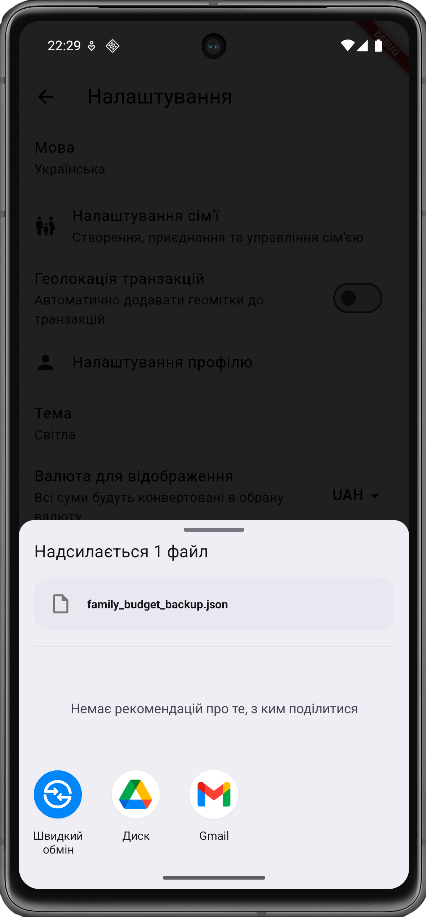 22:29
DEBUG
Налаштування
Мова
Українська
Налаштування сім'ї
Створення, приєднання та управління сім'єю
Геолокація транзакцій
Автоматично додавати геомітки до
транзакцій
Налаштування профілю
Тема
Світла
Валюта для відображення
Всі суми будуть конвертовані в обрану
валюту
UAH
Надсилається 1 файл
family_budget_backup.json
Немає рекомендацій про те, з ким поділитися
Швидкий
обмін
Диск
Gmail